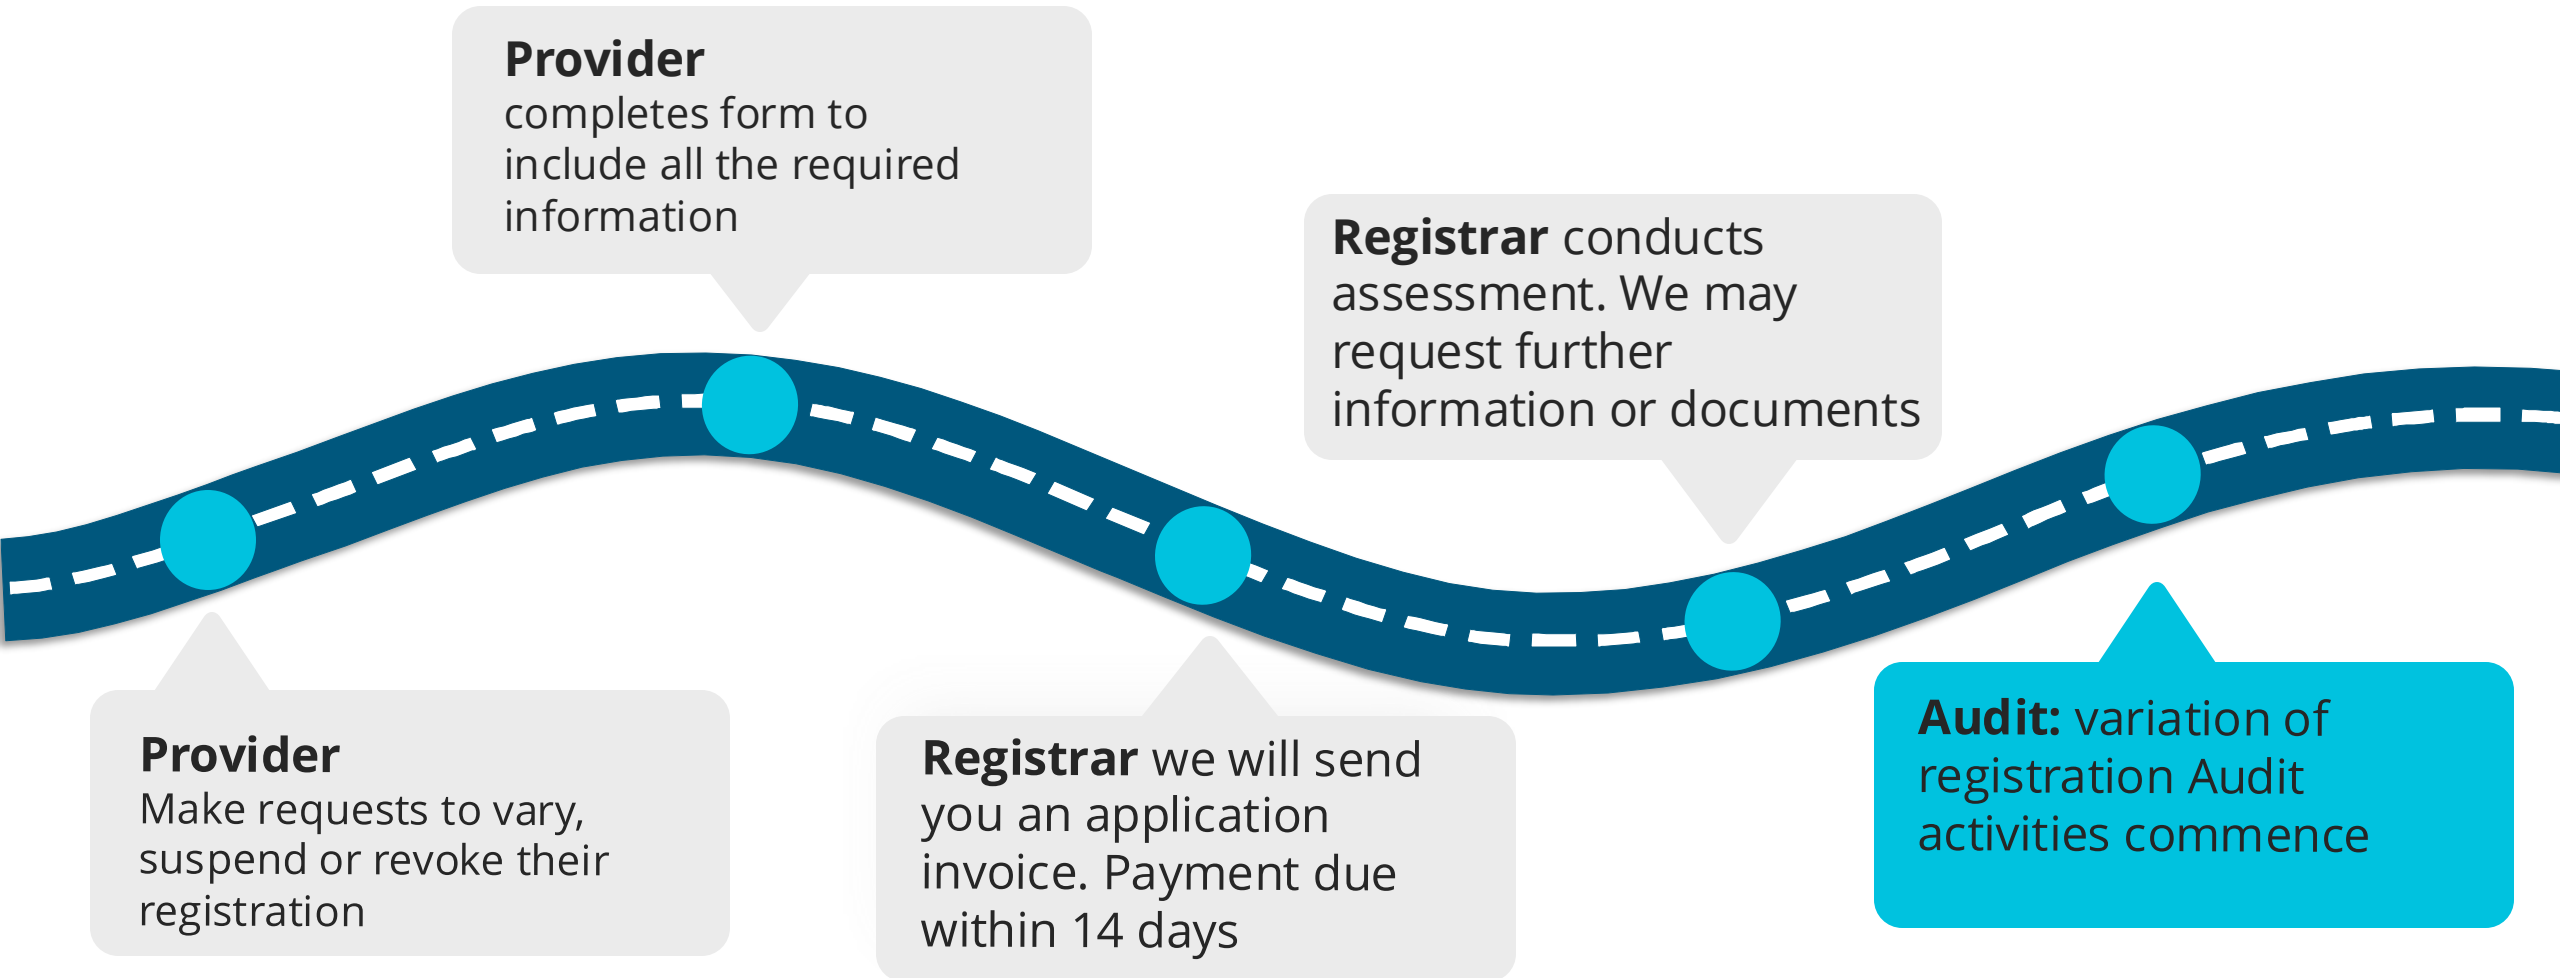 Provider
Make requests to vary,
suspend or revoke their
registration
Provider
completes form to
include all the required
information
Registrar we will send
you an application
invoice. Payment due
within 14 days
Registrar conducts
assessment. We may
request further
information or documents
Audit: variation of
registration Audit
activities commence